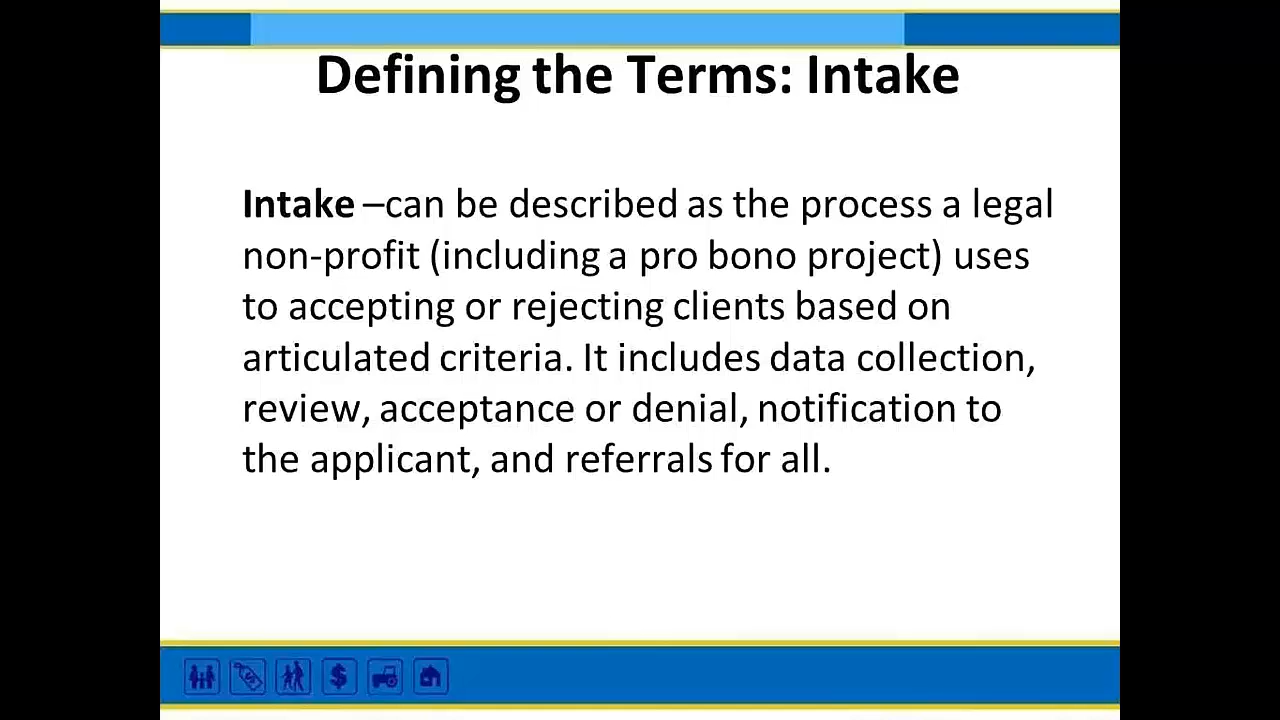 Defining the Terms: Intake
Intake –can be described as the process a legal
non-profit (including a pro bono project) uses
to accepting or rejecting clients based on
articulated criteria. It includes data collection,
review, acceptance or denial, notification to
the applicant, and referrals for all.
$